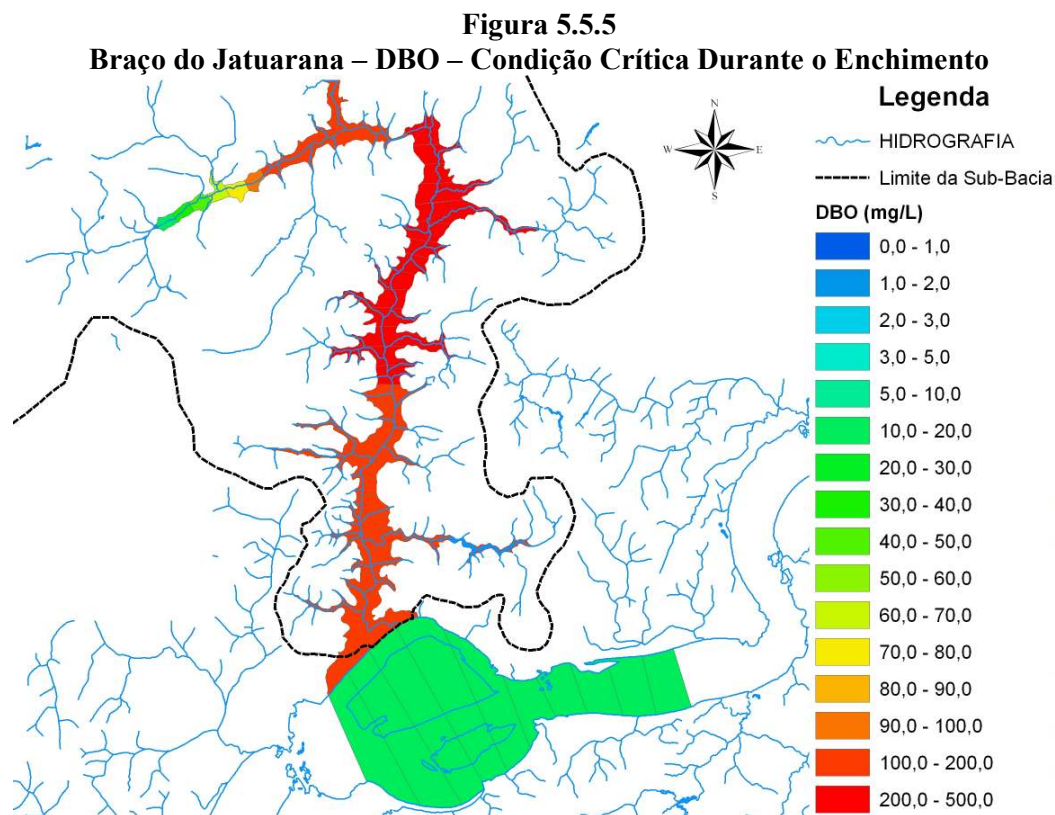 Figura 5.5.5
Braço do Jatuarana – DBO – Condição Crítica Durante o Enchimento
Legenda
N
W
E
S
HIDROGRAFIA
Limite da Sub-Bacia
DBO (mg/L)
0,0 - 1,0
1,0 - 2,0
2,0 - 3,0
3,0 - 5,0
5,0 - 10,0
10,0 - 20,0
20,0 - 30,0
30,0 - 40,0
40,0 - 50,0
50,0 - 60,0
60,0 - 70,0
70,0 - 80,0
80,0 - 90,0
90,0 - 100,0
100,0 - 200,0
200,0 - 500,0